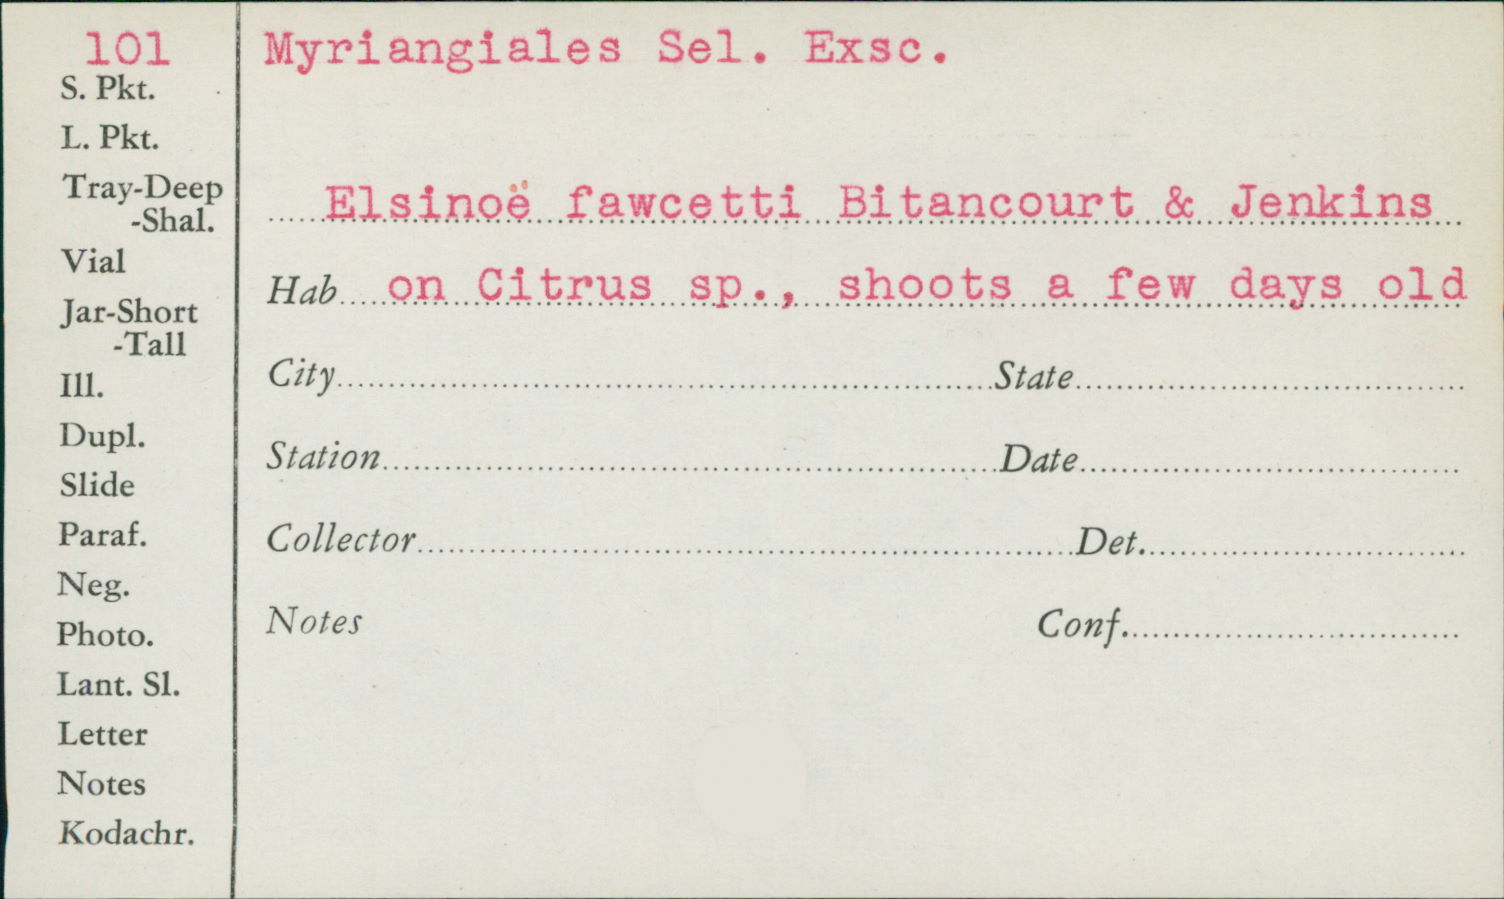 101
S. Pkt.
L. Pkt.
Tray-Deep
-Shal.
Vial
Jar-Short
-Tall
Ill.
Dupl.
Slide
Paraf.
Neg.
Photo.
Lant. Sl.
Letter
Notes
Kodachr.
Myriangiales Sel. Exsc.
Elsinoë fawcetti Bitancourt & Jenkins
Hab on Citrus sp., shoots a few days old
City State
Station Date
Collector Det.
Notes Conf.